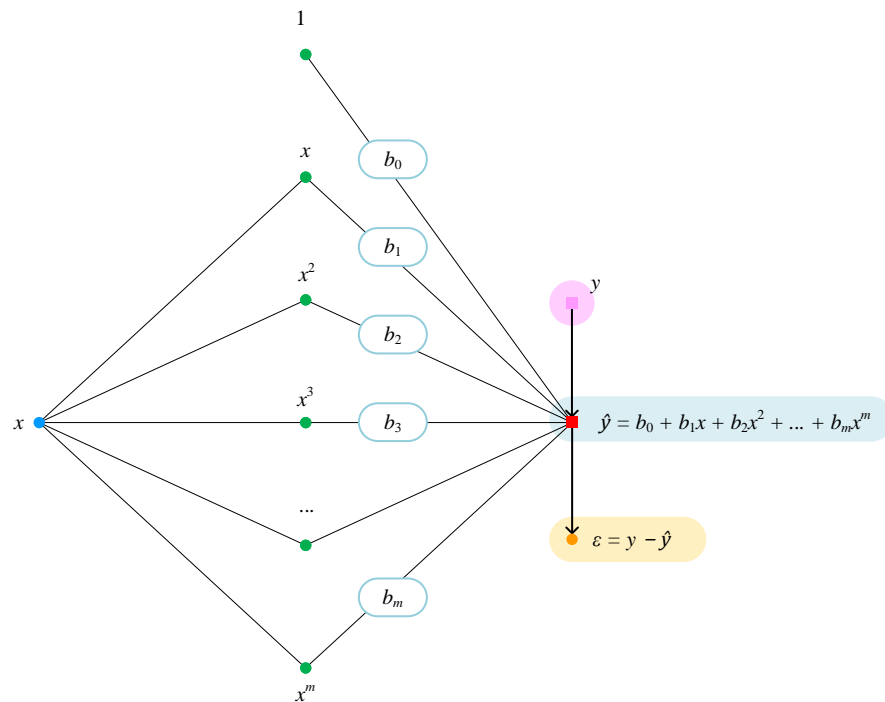 1
b₀
x
b₁
x²
y
b₂
x³
x
b₃
ŷ = b₀ + b₁x + b₂x² + ... + bₘxᵐ
...
ε = y − ŷ
bₘ
xᵐ